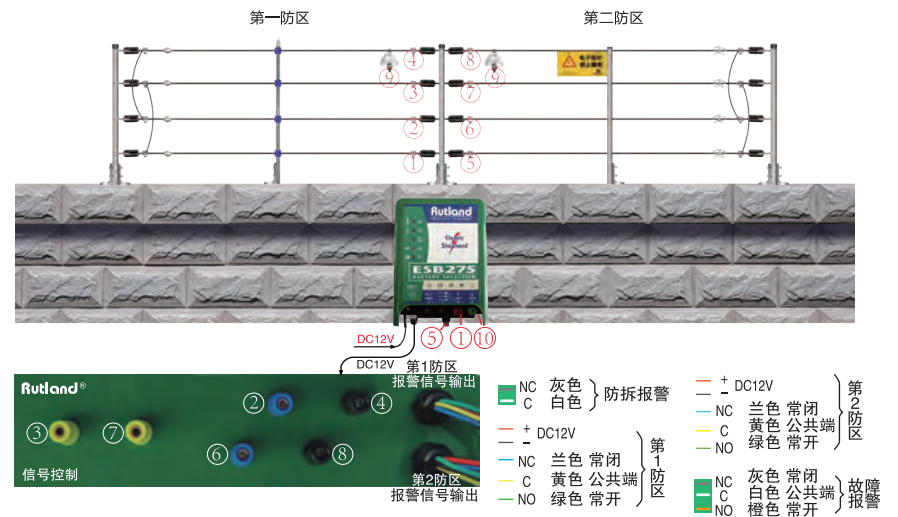 第一防区
第二防区
④
⑧
⑨
⑨
③
⑦
②
⑥
①
⑤
Rutland
Electric Shepherd
ESB275
BATTERY ENERGISER
DC12V
⑤
①
⑩
DC12V
第1防区
报警信号输出
Rutland®
②
④
③
⑦
⑥
⑧
信号控制
第2防区
报警信号输出
NC 灰色
C 白色
防拆报警
+
− DC12V
NC 兰色 常闭
C 黄色 公共端
NO 绿色 常开
第1防区
+
− DC12V
NC 兰色 常闭
C 黄色 公共端
NO 绿色 常开
第2防区
NC 灰色 常闭
C 白色 公共端
NO 橙色 常开
故障
报警